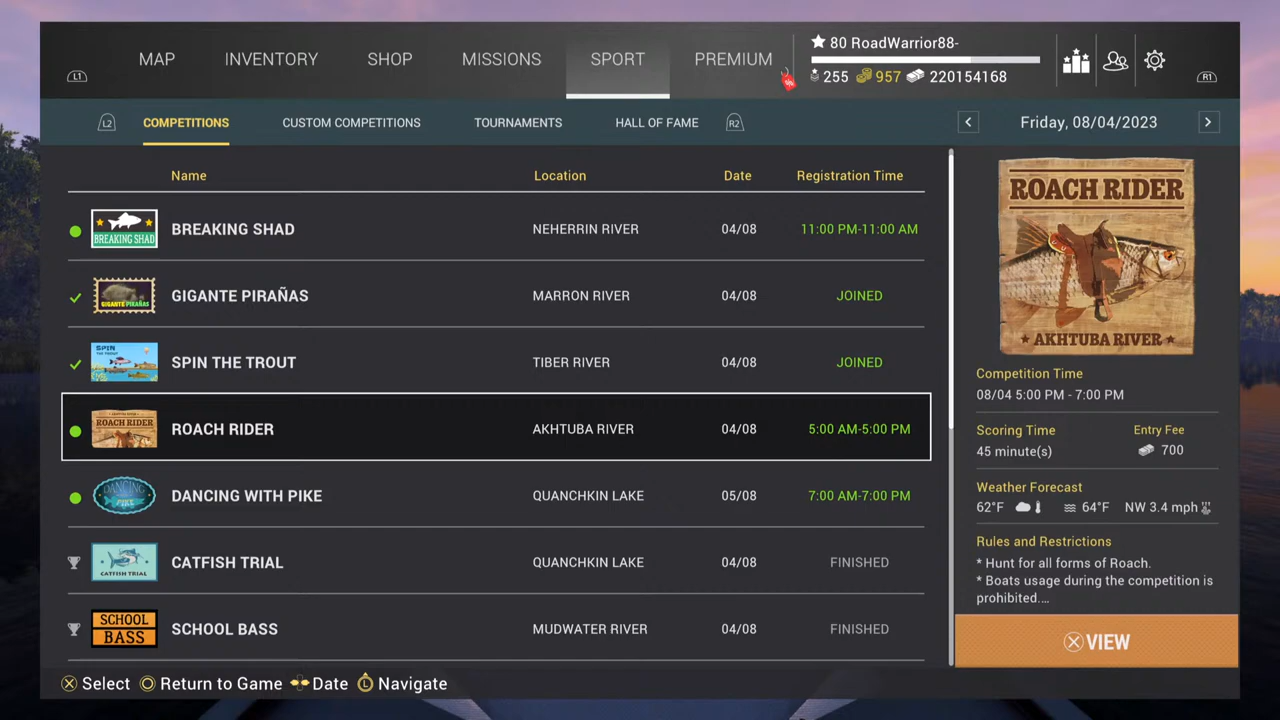 L1
MAP
INVENTORY
SHOP
MISSIONS
SPORT
PREMIUM
80 RoadWarrior88-
255 957 220154168
R1
L2
COMPETITIONS
CUSTOM COMPETITIONS
TOURNAMENTS
HALL OF FAME
R2
Friday, 08/04/2023
Name Location Date Registration Time
BREAKING SHAD
BREAKING SHAD NEHERRIN RIVER 04/08 11:00 PM-11:00 AM
GIGANTE PIRAÑAS
GIGANTE PIRAÑAS MARRON RIVER 04/08 JOINED
SPIN
THE TROUT
SPIN THE TROUT TIBER RIVER 04/08 JOINED
ROACH RIDER
ROACH RIDER AKHTUBA RIVER 04/08 5:00 AM-5:00 PM
DANCING
PIKE
DANCING WITH PIKE QUANCHKIN LAKE 05/08 7:00 AM-7:00 PM
CATFISH TRIAL
CATFISH TRIAL QUANCHKIN LAKE 04/08 FINISHED
SCHOOL
BASS
SCHOOL BASS MUDWATER RIVER 04/08 FINISHED
ROACH RIDER
AKHTUBA RIVER
Competition Time
08/04 5:00 PM - 7:00 PM
Scoring Time Entry Fee
45 minute(s) 700
Weather Forecast
62°F 64°F NW 3.4 mph
Rules and Restrictions
* Hunt for all forms of Roach.
* Boats usage during the competition is
prohibited....
VIEW
Select Return to Game Date L Navigate